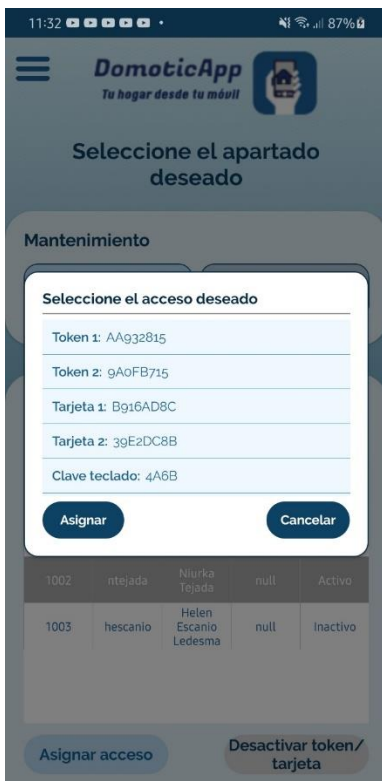 11:32
87%
DomoticApp
Tu hogar desde tu móvil
Seleccione el apartado
deseado
Mantenimiento
Seleccione el acceso deseado
Token 1: AA932815
Token 2: 9A0FB715
Tarjeta 1: B916AD8C
Tarjeta 2: 39E2DC8B
Clave teclado: 4A6B
Asignar
Cancelar
1002 ntejada Niurka Tejada null Activo
1003 hescanio Helen Escanio Ledesma null Inactivo
Asignar acceso
Desactivar token/
tarjeta